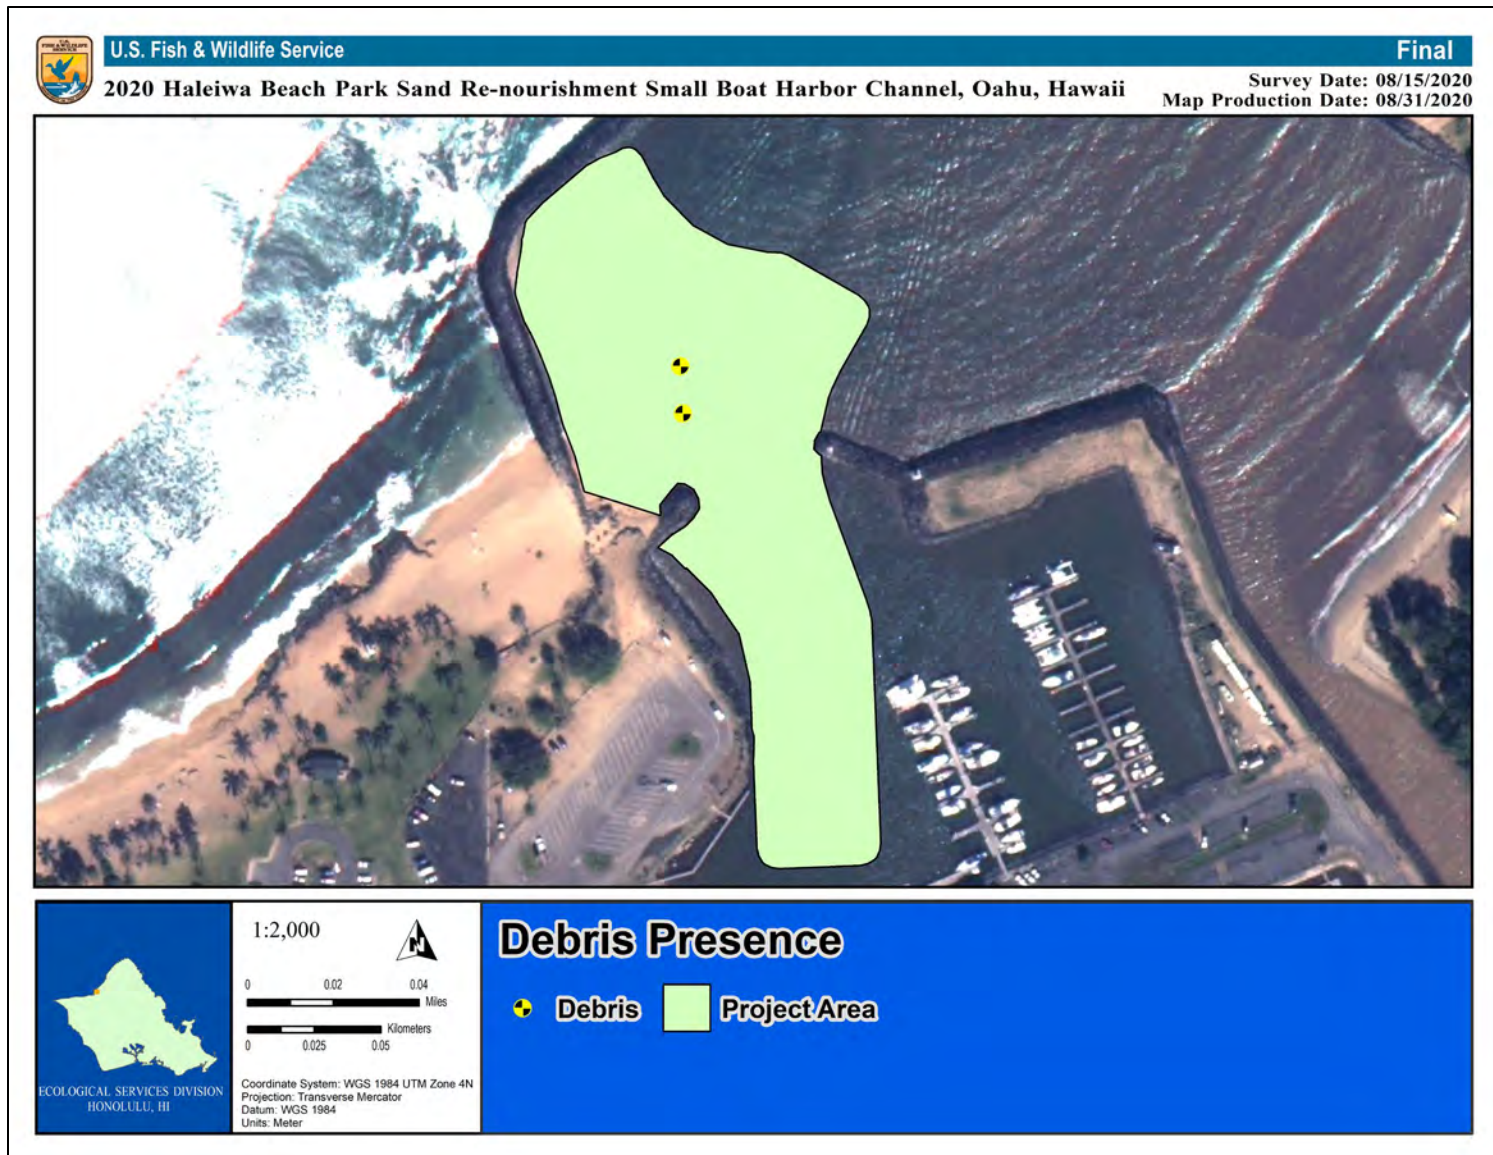 U.S.
FISH & WILDLIFE
SERVICE
U.S. Fish & Wildlife Service
Final
2020 Haleiwa Beach Park Sand Re-nourishment Small Boat Harbor Channel, Oahu, Hawaii
Survey Date: 08/15/2020
Map Production Date: 08/31/2020
1:2,000
N
0 0.02 0.04
Miles
Kilometers
0 0.025 0.05
Coordinate System: WGS 1984 UTM Zone 4N
Projection: Transverse Mercator
Datum: WGS 1984
Units: Meter
ECOLOGICAL SERVICES DIVISION
HONOLULU, HI
Debris Presence
Debris
Project Area